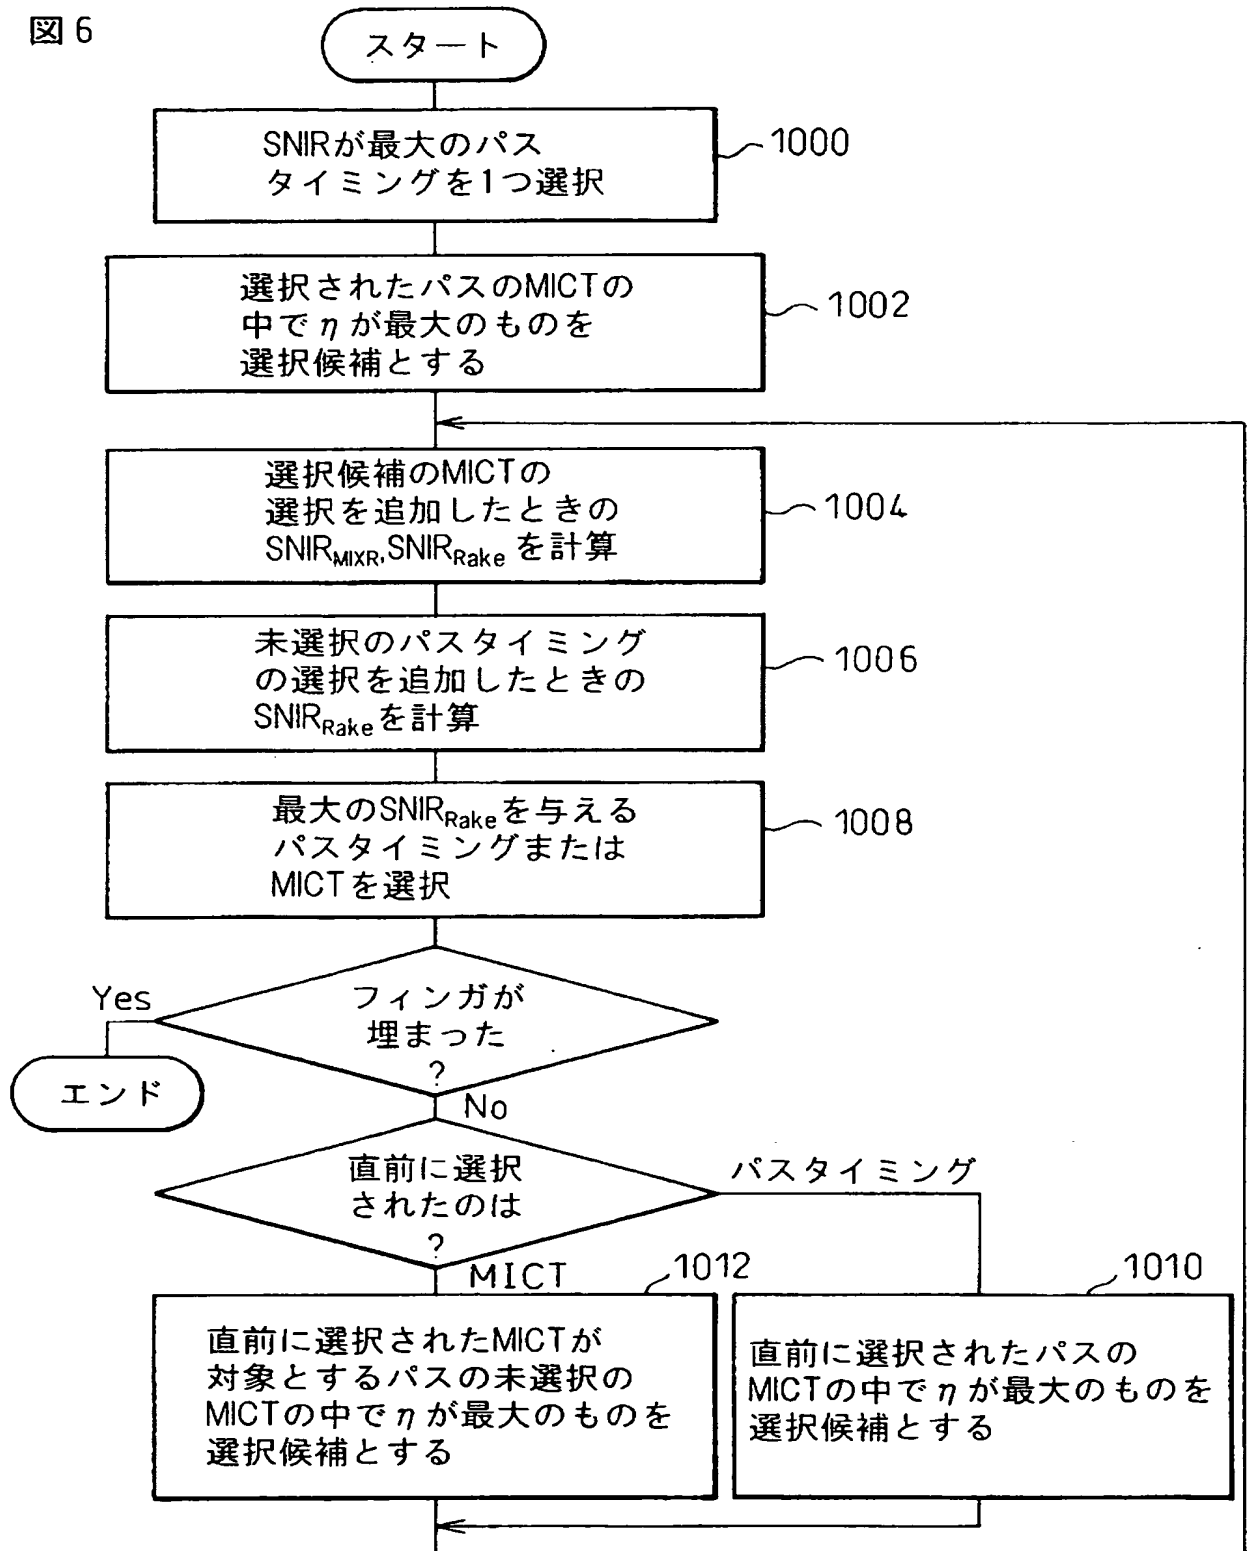 図6
スタート
SNIRが最大のパス
タイミングを1つ選択
1000
選択されたパスのMICTの
中でηが最大のものを
選択候補とする
1002
選択候補のMICTの
選択を追加したときの
SNIRMIXR,SNIRRakeを計算
1004
未選択のパスタイミング
の選択を追加したときの
SNIRRakeを計算
1006
最大のSNIRRakeを与える
パスタイミングまたは
MICTを選択
1008
フィンガが
埋まった
?
Yes
エンド
No
直前に選択
されたのは
?
パスタイミング
MICT
1012
直前に選択されたMICTが
対象とするパスの未選択の
MICTの中でηが最大のものを
選択候補とする
1010
直前に選択されたパスの
MICTの中でηが最大のものを
選択候補とする